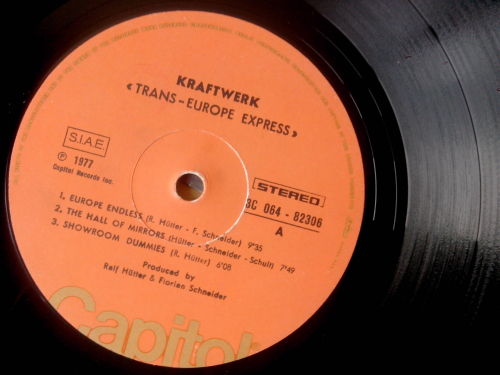 KRAFTWERK
« TRANS-EUROPE EXPRESS »
S.I.A.E.
℗ 1977
Capitol Records Inc.
STEREO
3C 064 - 82306
A
1. EUROPE ENDLESS (R. Hütter - F. Schneider) 9'35
2. THE HALL OF MIRRORS (Hütter - Schneider - Schult) 7'49
3. SHOWROOM DUMMIES (R. Hütter) 6'08
Produced by
Ralf Hütter & Florian Schneider
Capitol